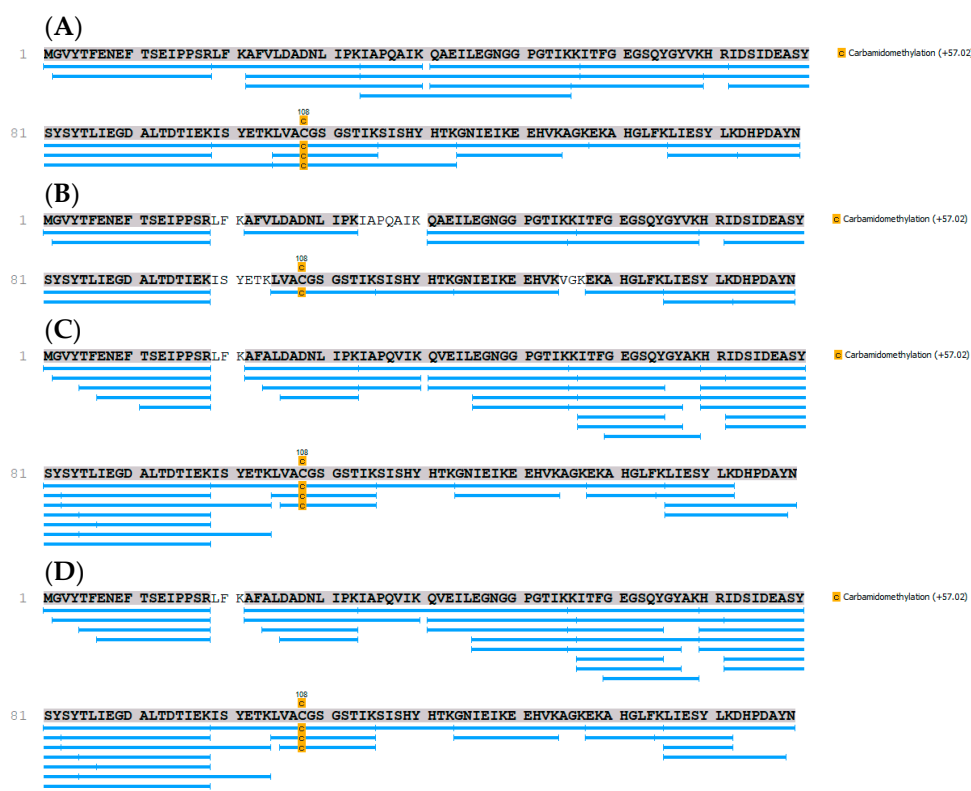 (A)
1 MGVYTFENEF TSEIPPSRLF KAFVLDADNL IPKIAPQAIK QAEILEGNGG PGTIKKITFG EGSQYGYVKH RIDSIDEASY
c Carbamidomethylation (+57.02)
108
c
81 SYSYTLIEGD ALTDTIEKIS YETKLVACGS GSTIKSISHY HTKGNIEIKE EHVKAGKEKA HGLFKLIESY LKDHPDAYN
c
c
c
(B)
1 MGVYTFENEF TSEIPPSRLF KAFVLDADNL IPKIAPQAIK QAEILEGNGG PGTIKKITFG EGSQYGYVKH RIDSIDEASY
c Carbamidomethylation (+57.02)
108
c
81 SYSYTLIEGD ALTDTIEKIS YETKLVACGS GSTIKSISHY HTKGNIEIKE EHVKVGKEKA HGLFKLIESY LKDHPDAYN
c
(C)
1 MGVYTFENEF TSEIPPSRLF KAFALDADNL IPKIAPQVIK QVEILEGNGG PGTIKKITFG EGSQYGYAKH RIDSIDEASY
c Carbamidomethylation (+57.02)
108
c
81 SYSYTLIEGD ALTDTIEKIS YETKLVACGS GSTIKSISHY HTKGNIEIKE EHVKAGKEKA HGLFKLIESY LKDHPDAYN
c
c
c
(D)
1 MGVYTFENEF TSEIPPSRLF KAFALDADNL IPKIAPQVIK QVEILEGNGG PGTIKKITFG EGSQYGYAKH RIDSIDEASY
c Carbamidomethylation (+57.02)
108
c
81 SYSYTLIEGD ALTDTIEKIS YETKLVACGS GSTIKSISHY HTKGNIEIKE EHVKAGKEKA HGLFKLIESY LKDHPDAYN
c
c
c